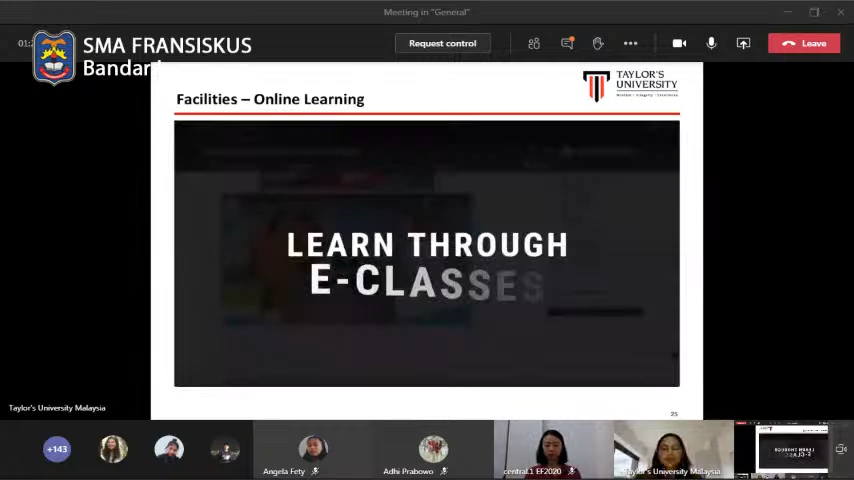 Meeting in "General"
SMA FRANSISKUS
Bandar
Request control
Leave
Facilities – Online Learning
TAYLOR'S
UNIVERSITY
LEARN THROUGH
E-CLASSES
25
Taylor's University Malaysia
+143
Angela Fety
Adhi Prabowo
central.1 EF2020
Taylor's University Malaysia